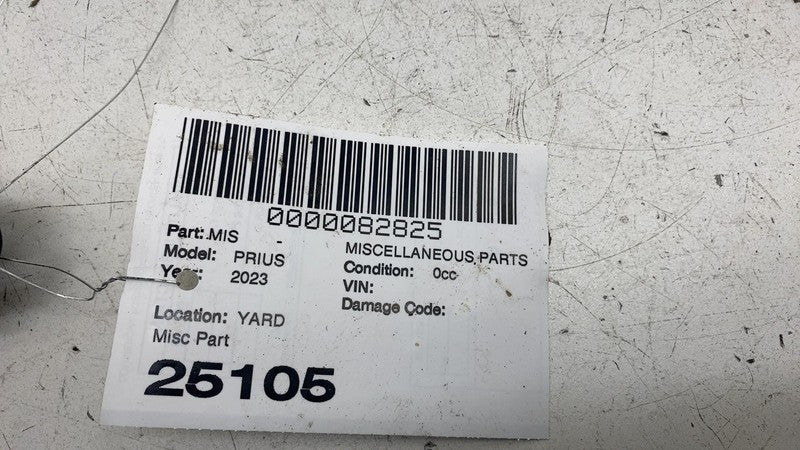 0000082825
Part: MIS - MISCELLANEOUS PARTS
Model: PRIUS Condition: 0cc
Year: 2023 VIN:
Damage Code:
Location: YARD
Misc Part
25105